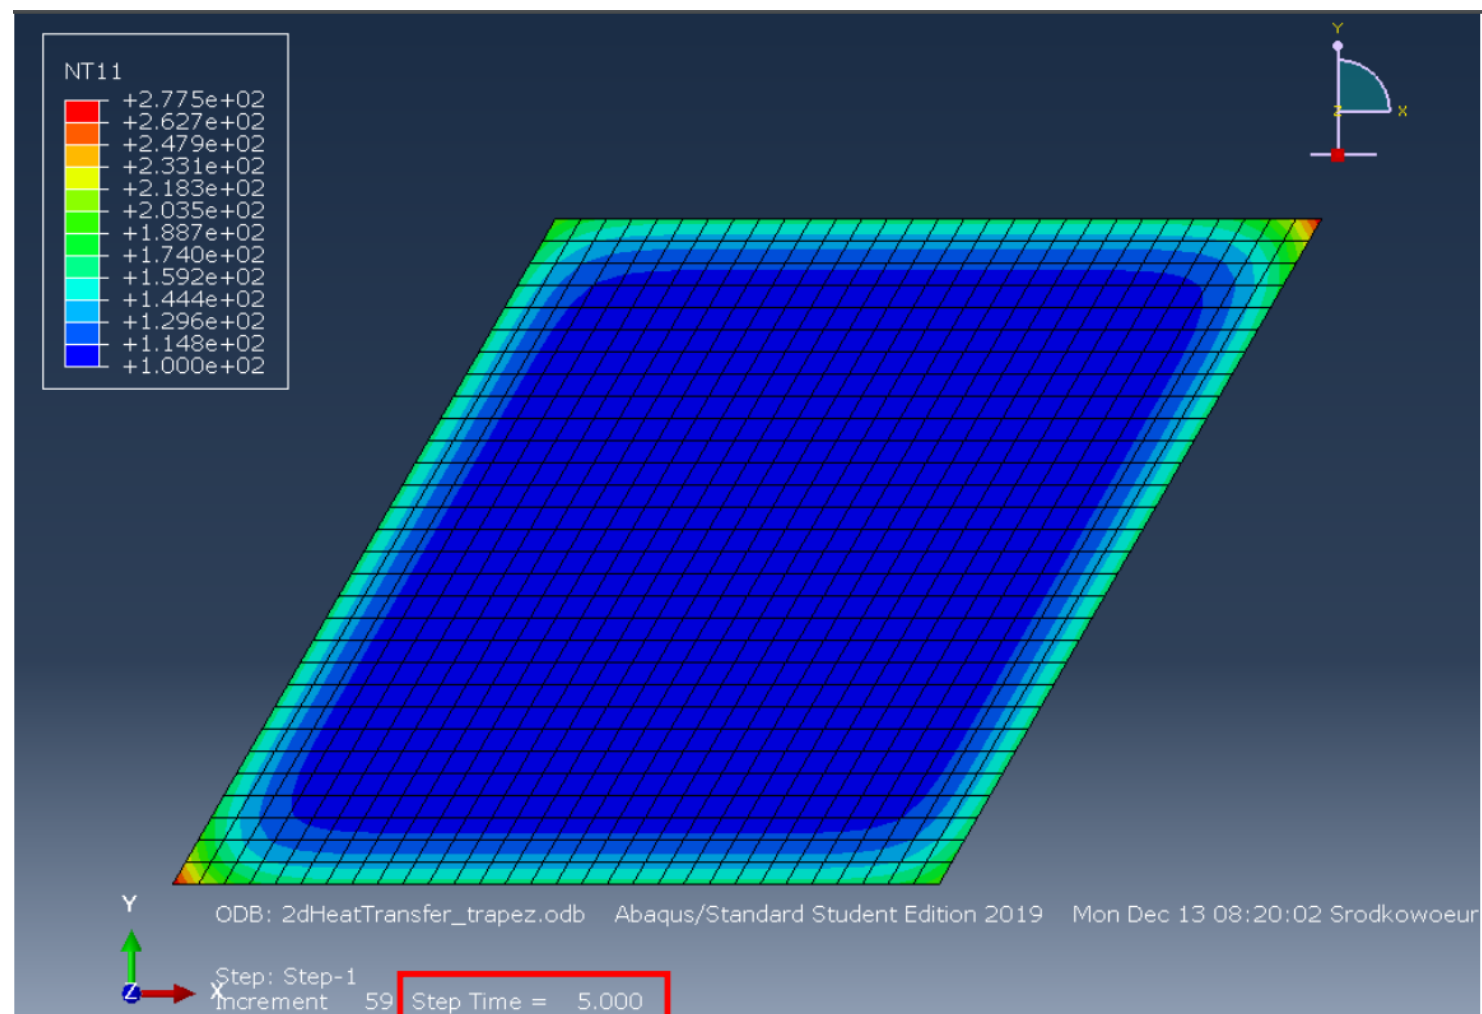 NT11
+2.775e+02
+2.627e+02
+2.479e+02
+2.331e+02
+2.183e+02
+2.035e+02
+1.887e+02
+1.740e+02
+1.592e+02
+1.444e+02
+1.296e+02
+1.148e+02
+1.000e+02
Y
Z X
Y
Z X
ODB: 2dHeatTransfer_trapez.odb Abaqus/Standard Student Edition 2019 Mon Dec 13 08:20:02 Srodkowoeur
Step: Step-1
Increment 59 Step Time = 5.000